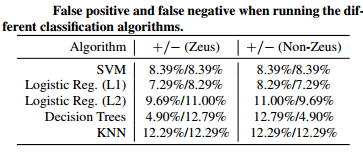 False positive and false negative when running the dif-
ferent classification algorithms.
Algorithm | +/− (Zeus) | +/− (Non-Zeus)
SVM | 8.39%/8.39% | 8.39%/8.39%
Logistic Reg. (L1) | 7.29%/8.29% | 8.29%/7.29%
Logistic Reg. (L2) | 9.69%/11.00% | 11.00%/9.69%
Decision Trees | 4.90%/12.79% | 12.79%/4.90%
KNN | 12.29%/12.29% | 12.29%/12.29%